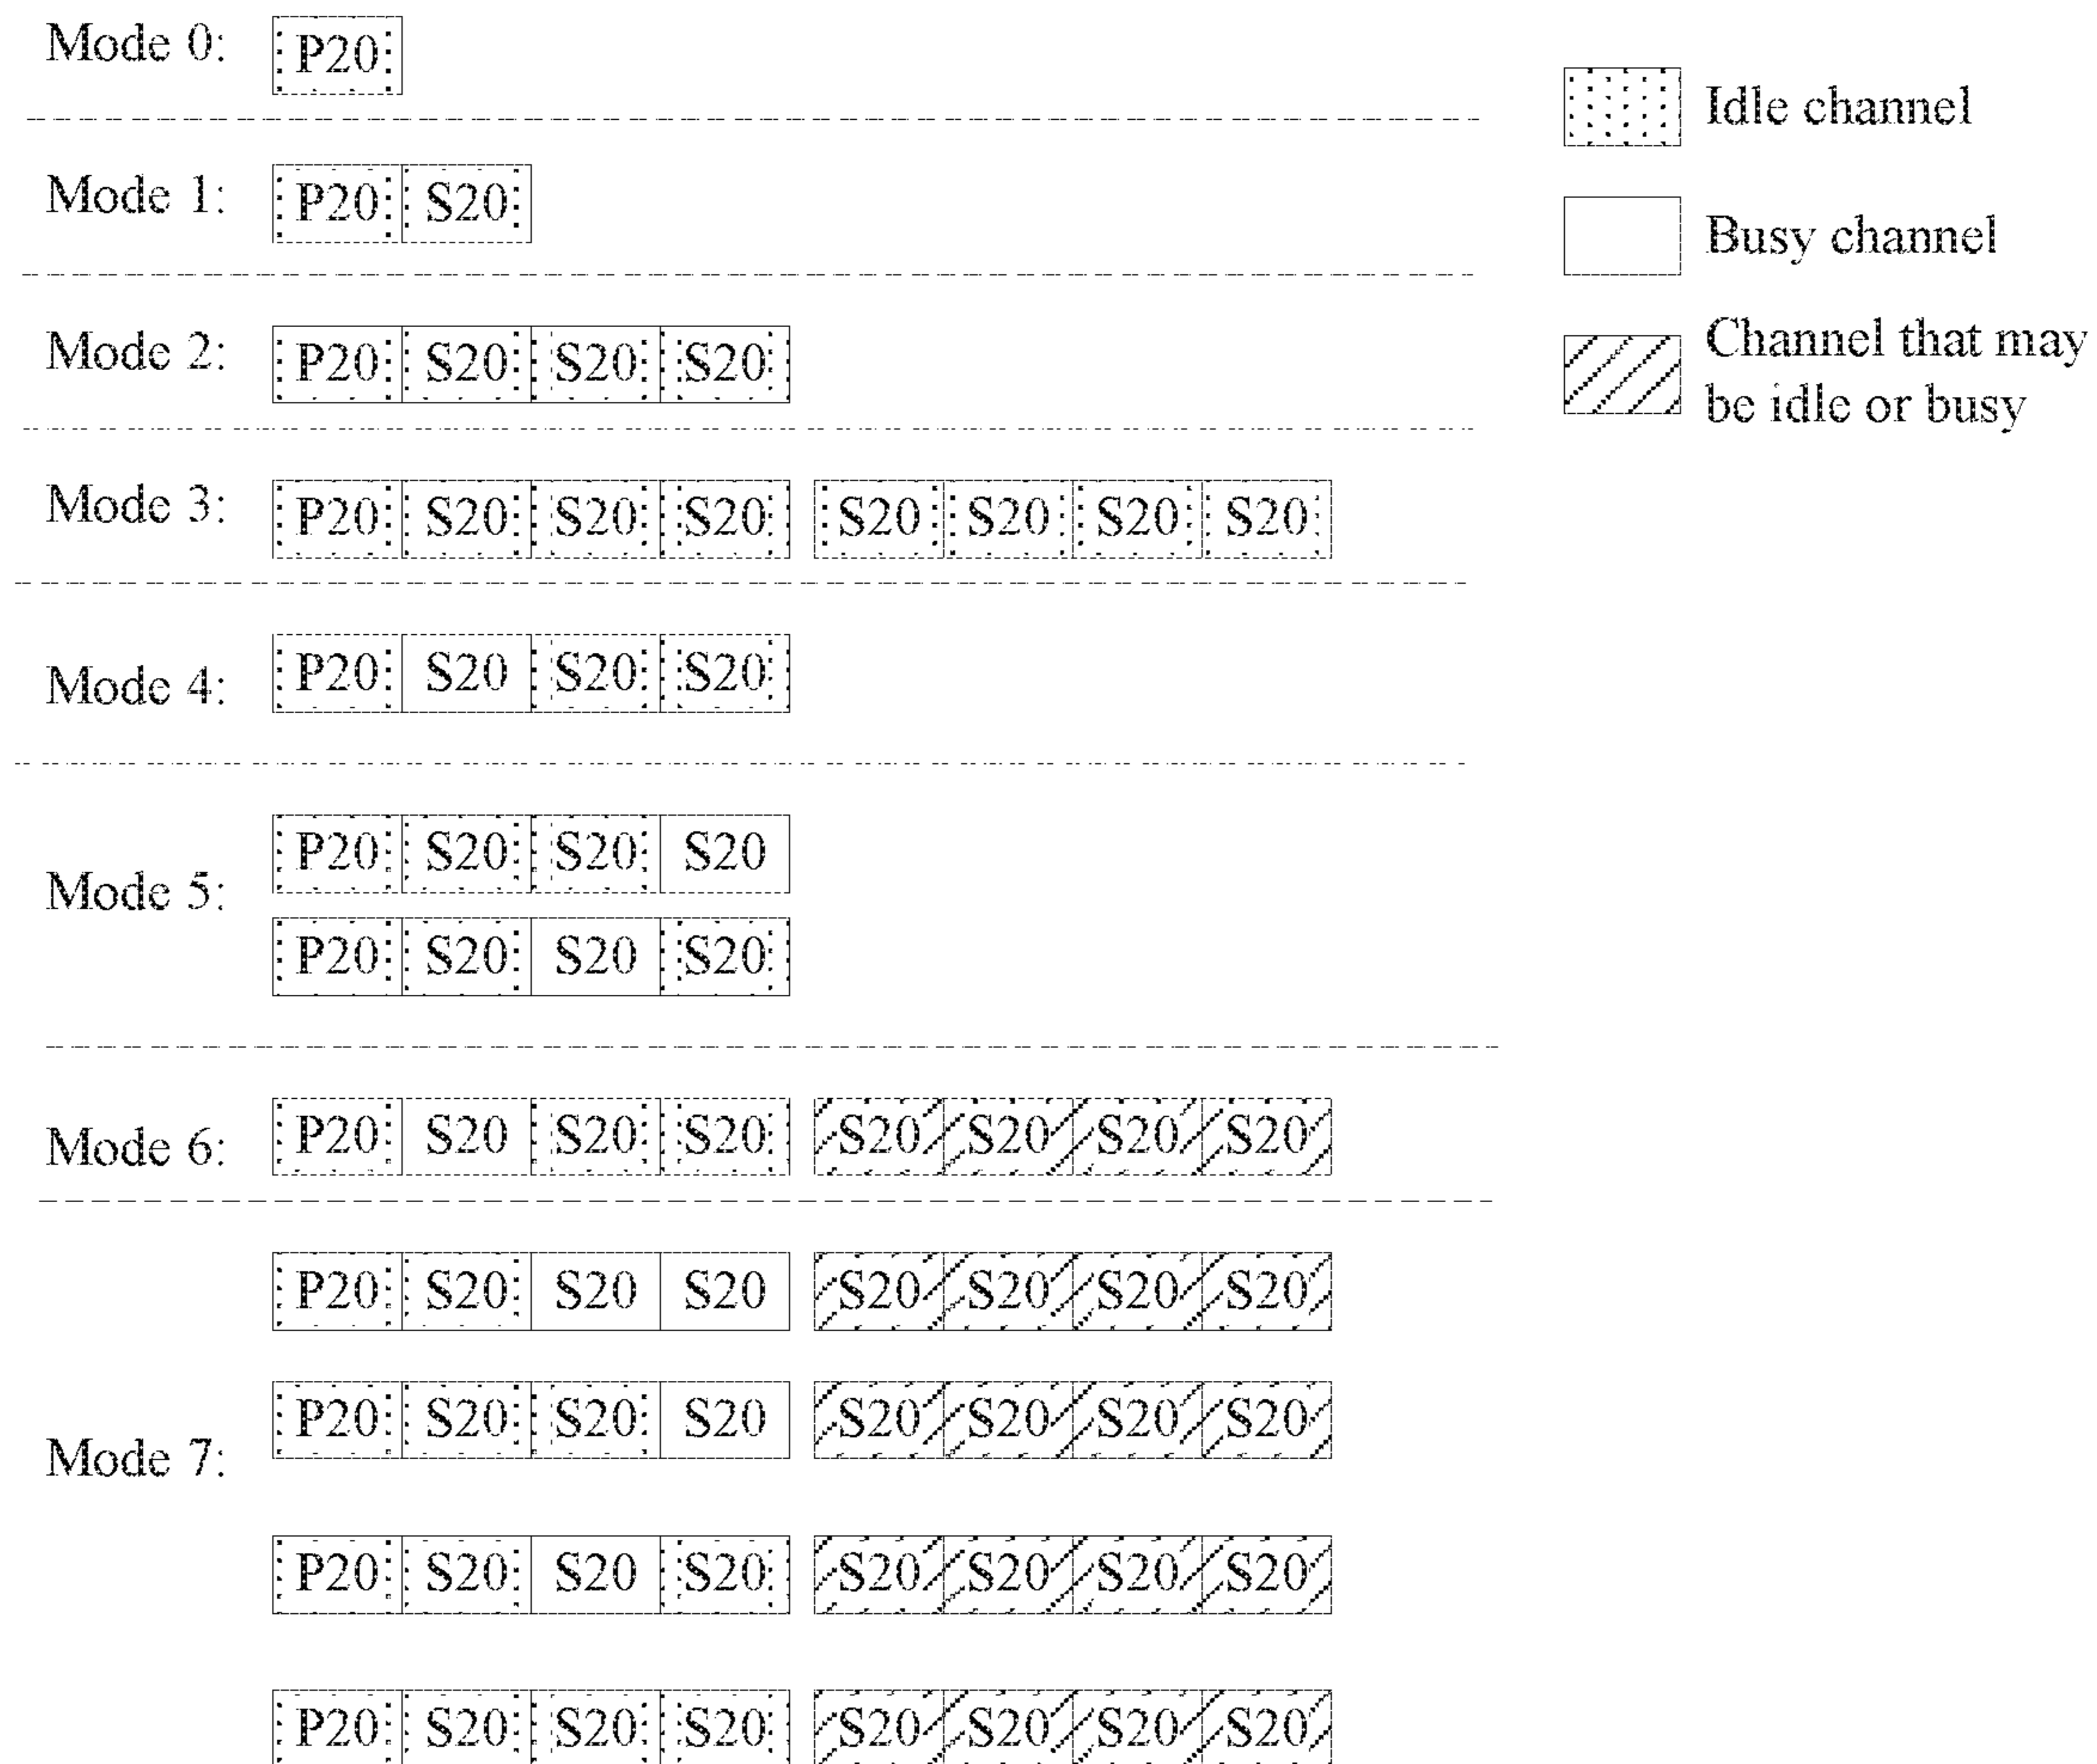 Mode 0: P20
Idle channel
Mode 1: P20 S20
Busy channel
Mode 2: P20 S20 S20 S20
Channel that may
be idle or busy
Mode 3: P20 S20 S20 S20 S20 S20 S20 S20
Mode 4: P20 S20 S20 S20
Mode 5:
P20 S20 S20 S20
P20 S20 S20 S20
Mode 6: P20 S20 S20 S20 S20 S20 S20 S20
Mode 7:
P20 S20 S20 S20 S20 S20 S20 S20
P20 S20 S20 S20 S20 S20 S20 S20
P20 S20 S20 S20 S20 S20 S20 S20
P20 S20 S20 S20 S20 S20 S20 S20